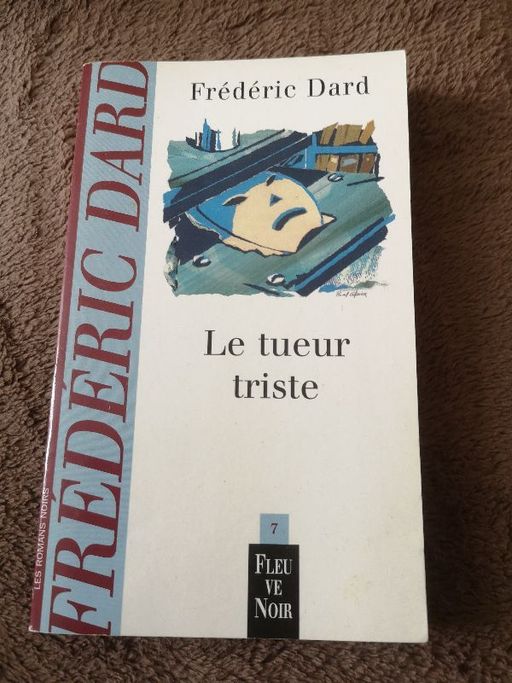 Frédéric Dard
Le tueur
triste
7
FLEU
VE
NOIR
FRÉDÉRIC DARD
LES ROMANS NOIRS